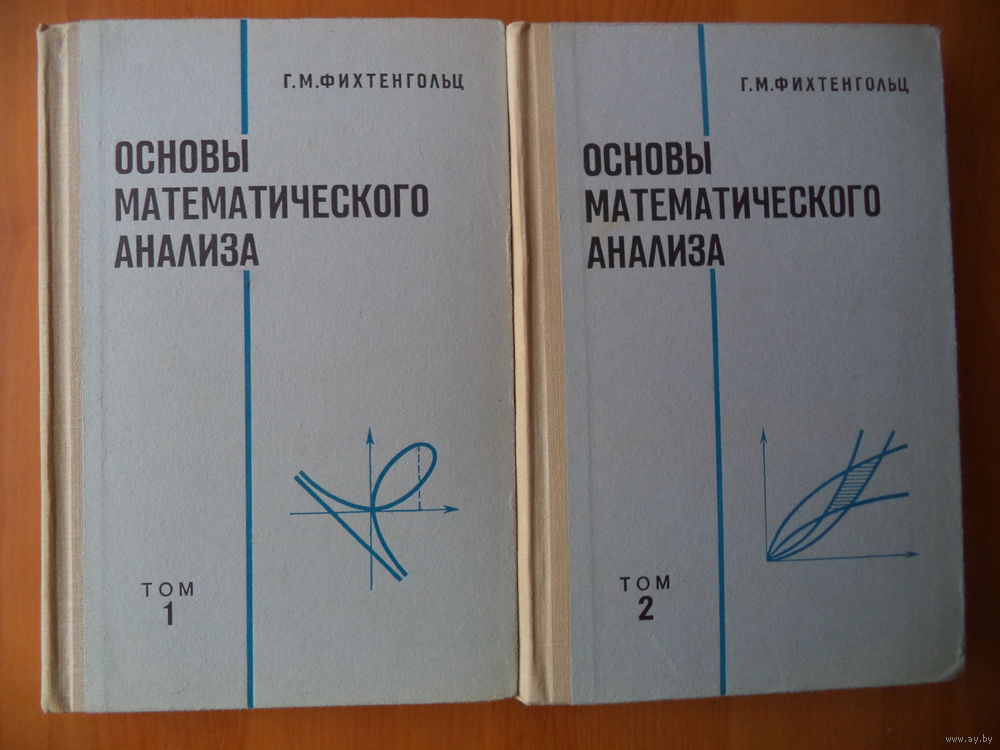 Г.М.ФИХТЕНГОЛЬЦ
ОСНОВЫ
МАТЕМАТИЧЕСКОГО
АНАЛИЗА
ТОМ
1
Г.М.ФИХТЕНГОЛЬЦ
ОСНОВЫ
МАТЕМАТИЧЕСКОГО
АНАЛИЗА
ТОМ
2
www.ay.by